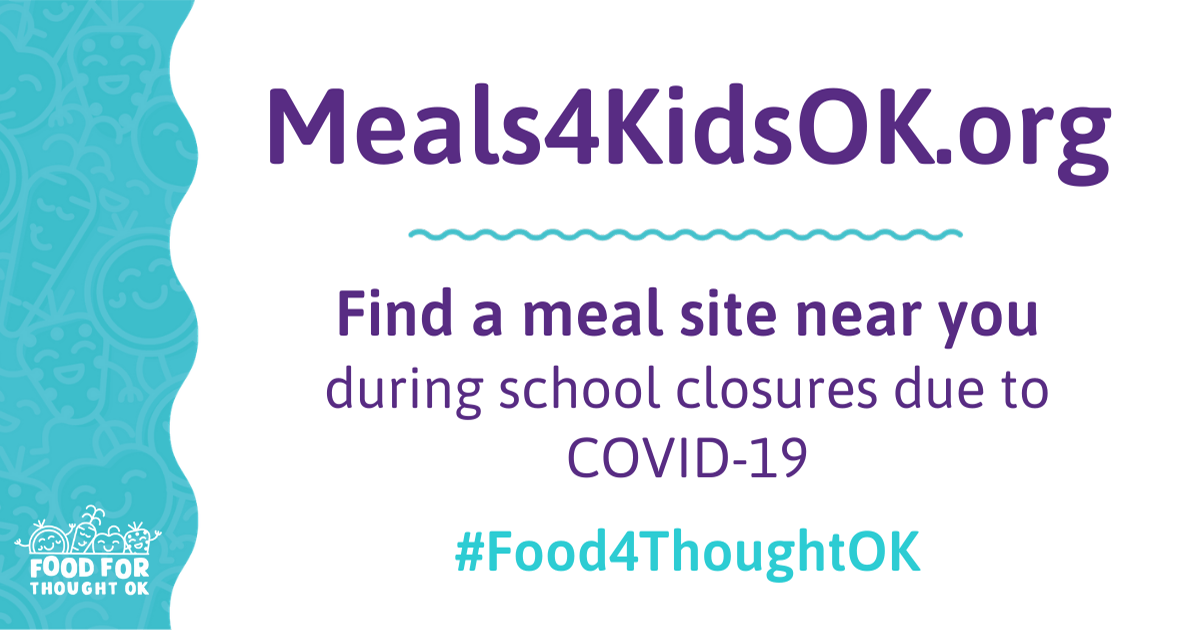 Meals4KidsOK.org
Find a meal site near you
during school closures due to
COVID-19
#Food4ThoughtOK
FOOD FOR
THOUGHT OK